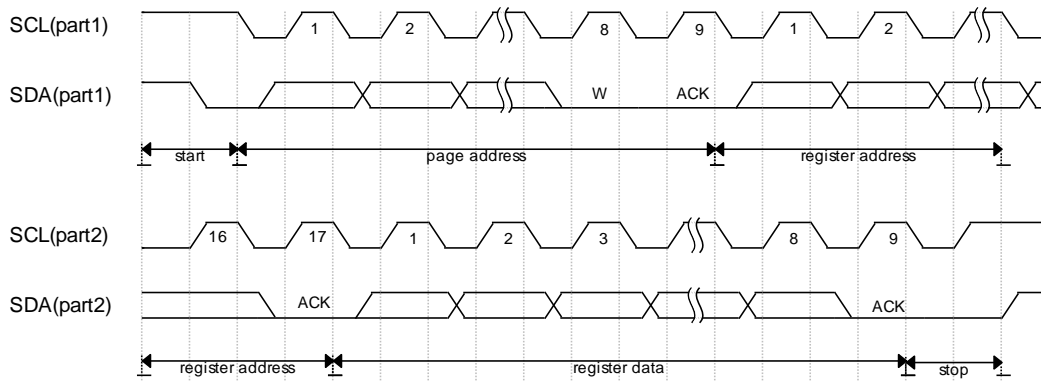 SCL(part1) 1 2 8 9 1 2
SDA(part1) W ACK
start page address register address
SCL(part2) 16 17 1 2 3 8 9
SDA(part2) ACK ACK
register address register data stop